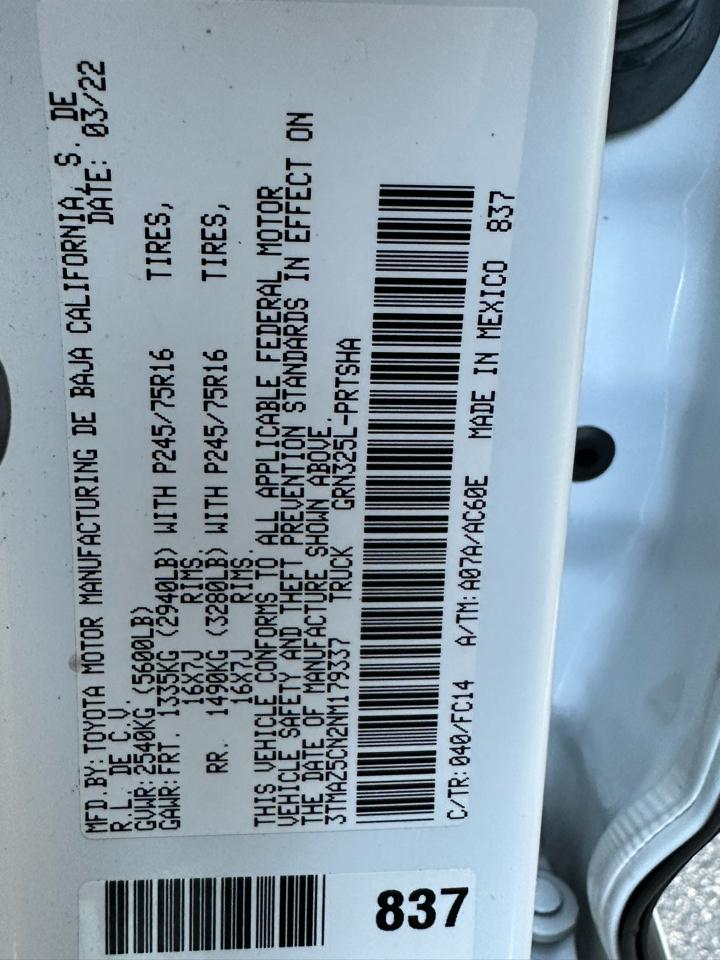 MFD.BY:TOYOTA MOTOR MANUFACTURING DE BAJA CALIFORNIA, S. DE
R.L. DE C.V. DATE: 03/22
GVWR:2540KG (5600LB)
GAWR:FRT. 1335KG (2940LB) WITH P245/75R16 TIRES,
16X7J RIMS.
RR. 1490KG (3280LB) WITH P245/75R16 TIRES,
16X7J RIMS.
THIS VEHICLE CONFORMS TO ALL APPLICABLE FEDERAL MOTOR
VEHICLE SAFETY AND THEFT PREVENTION STANDARDS IN EFFECT ON
THE DATE OF MANUFACTURE SHOWN ABOVE.
3TMAZ5CN2NM179337 TRUCK GRN325L-PRTSHA
C/TR:040/FC14 A/TM:A07A/AC60E MADE IN MEXICO 837
837